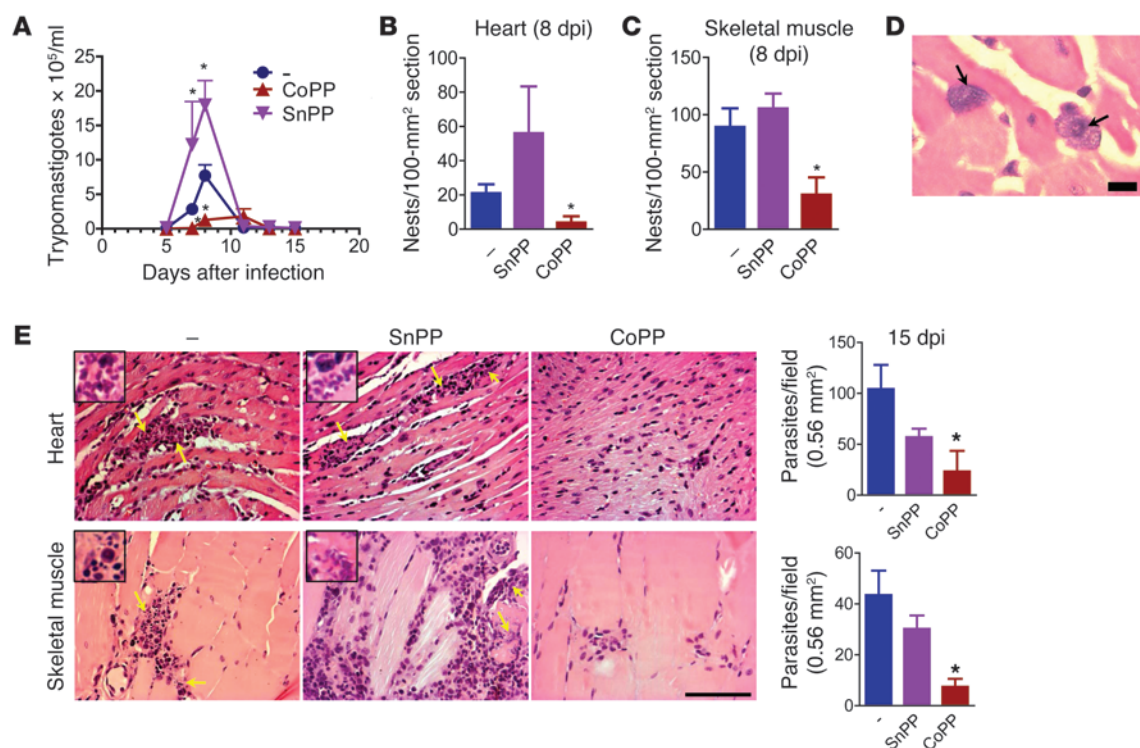 A
Trypomastigotes × 10⁵/ml
25
20
15
10
5
0
0
5
10
15
20
Days after infection
–
CoPP
SnPP
*
*
*
*
B
Heart (8 dpi)
Nests/100-mm² section
100
80
60
40
20
0
–
SnPP
CoPP
*
C
Skeletal muscle
(8 dpi)
Nests/100-mm² section
150
100
50
0
–
SnPP
CoPP
*
D
E
–
SnPP
CoPP
Heart
Skeletal muscle
15 dpi
Parasites/field
(0.56 mm²)
150
100
50
0
-
SnPP
CoPP
*
Parasites/field
(0.56 mm²)
60
40
20
0
-
SnPP
CoPP
*